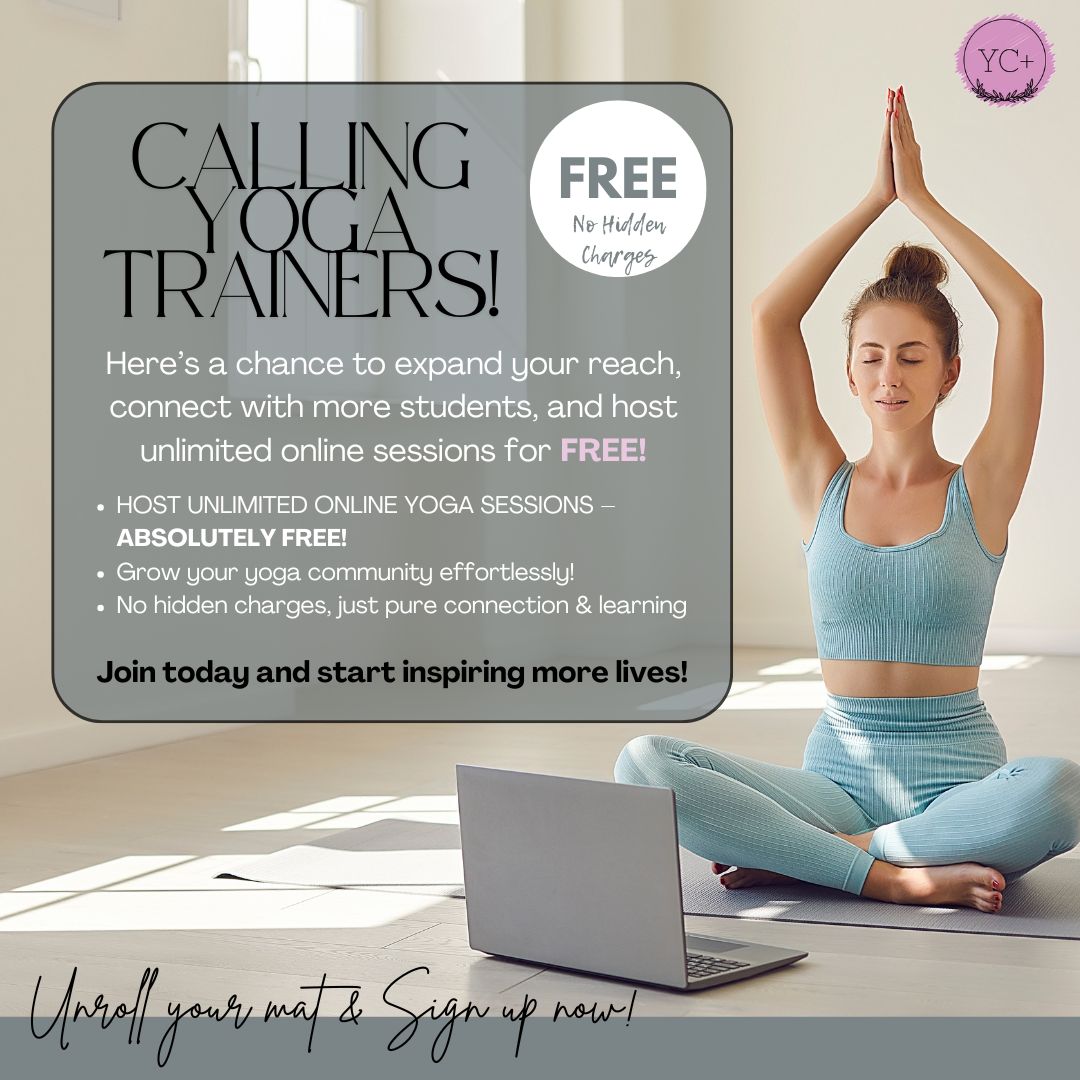 YC+
CALLING
YOGA
TRAINERS!
FREE
No Hidden
Charges
Here's a chance to expand your reach,
connect with more students, and host
unlimited online sessions for FREE!
• HOST UNLIMITED ONLINE YOGA SESSIONS –
ABSOLUTELY FREE!
• Grow your yoga community effortlessly!
• No hidden charges, just pure connection & learning
Join today and start inspiring more lives!
Unroll your mat & Sign up now!